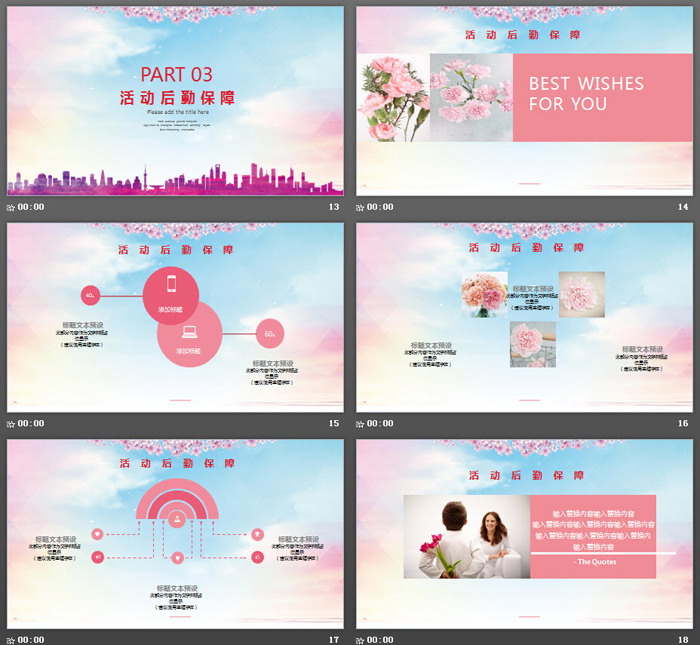 PART 03
活动后勤保障
Please add the title here
00:00
13
活动后勤保障
BEST WISHES
FOR YOU
00:00
14
活动后勤保障
40%
添加标题
添加标题
60%
标题文本预设
此部分内容作为文字排版占
位显示
（建议使用主题字体）
标题文本预设
此部分内容作为文字排版占
位显示
（建议使用主题字体）
00:00
15
活动后勤保障
标题文本预设
此部分内容作为文字排版占
位显示
（建议使用主题字体）
标题文本预设
此部分内容作为文字排版占
位显示
（建议使用主题字体）
标题文本预设
此部分内容作为文字排版占
位显示
（建议使用主题字体）
00:00
16
活动后勤保障
标题文本预设
此部分内容作为文字排版占
位显示
（建议使用主题字体）
标题文本预设
此部分内容作为文字排版占
位显示
（建议使用主题字体）
标题文本预设
此部分内容作为文字排版占
位显示
（建议使用主题字体）
00:00
17
活动后勤保障
输入替换内容输入替换内容
输入替换内容输入替换内容输入替换内容
输入替换内容输入替换内容输入替换内
输入替换内容
- The Quotes
00:00
18